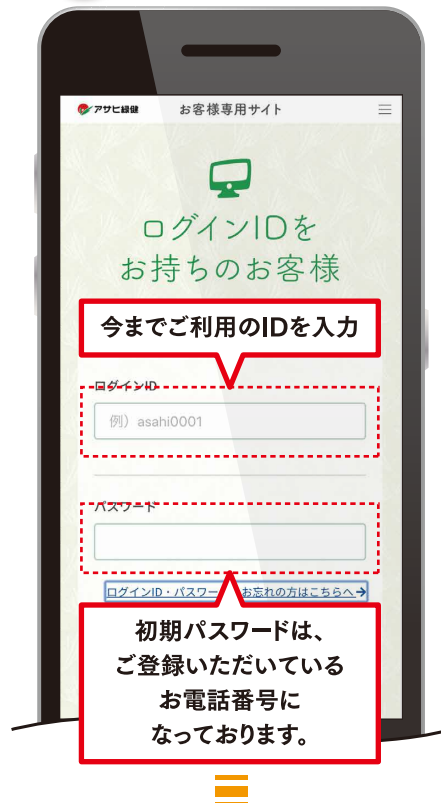 アサヒ緑健
お客様専用サイト
ログインIDを
お持ちのお客様
今までご利用のIDを入力
ログインID
例）asahi0001
パスワード
ログインID・パスワー お忘れの方はこちらへ→
初期パスワードは、
ご登録いただいている
お電話番号に
なっております。